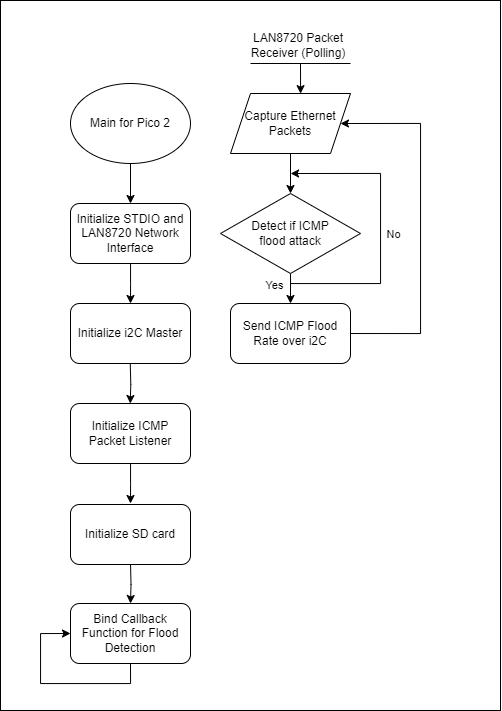 Main for Pico 2
Initialize STDIO and
LAN8720 Network
Interface
Initialize i2C Master
Initialize ICMP
Packet Listener
Initialize SD card
Bind Callback
Function for Flood
Detection
LAN8720 Packet
Receiver (Polling)
Capture Ethernet
Packets
Detect if ICMP
flood attack
No
Yes
Send ICMP Flood
Rate over i2C